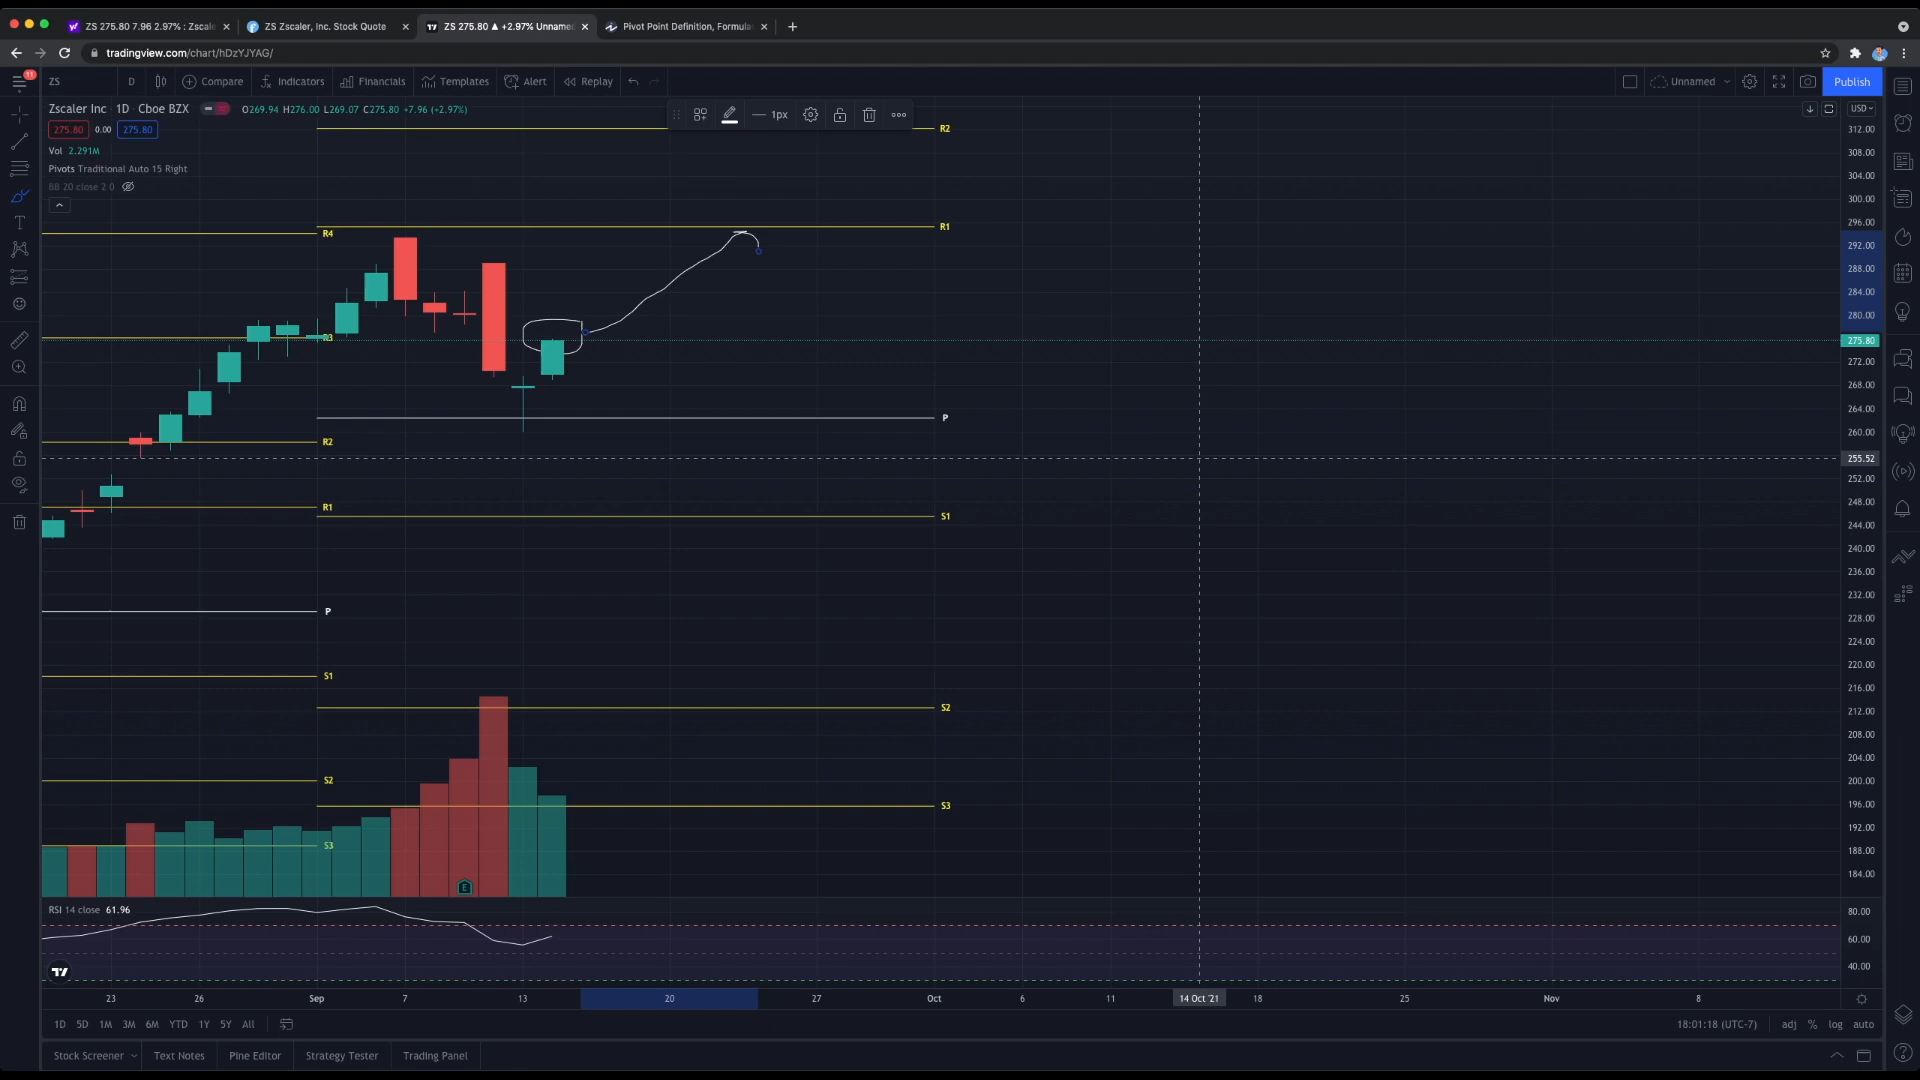 ZS 275.80 7.96 2.97% : Zscale
ZS Zscaler, Inc. Stock Quote
ZS 275.80 ▲ +2.97% Unname
Pivot Point Definition, Formula
tradingview.com/chart/hDzYJYAG/
11
ZS D Compare Indicators Financials Templates Alert Replay Unnamed Publish
Zscaler Inc · 1D · Cboe BZX O269.94 H276.00 L269.07 C275.80 +7.96 (+2.97%)
1px
USD
275.80 0.00 275.80
Vol 2.291M
Pivots Traditional Auto 15 Right
BB 20 close 2 0
R2
R1
R4
R3
P
R2
S1
R1
P
S1
S2
S2
S3
S3
E
312.00
308.00
304.00
300.00
296.00
292.00
288.00
284.00
280.00
275.80
272.00
268.00
264.00
260.00
255.52
252.00
248.00
244.00
240.00
236.00
232.00
228.00
224.00
220.00
216.00
212.00
208.00
204.00
200.00
196.00
192.00
188.00
184.00
RSI 14 close 61.96
80.00
60.00
40.00
23 26 Sep 7 13 20 27 Oct 6 11 14 Oct '21 18 25 Nov 8
1D 5D 1M 3M 6M YTD 1Y 5Y All
18:01:18 (UTC-7) adj % log auto
Stock Screener Text Notes Pine Editor Strategy Tester Trading Panel